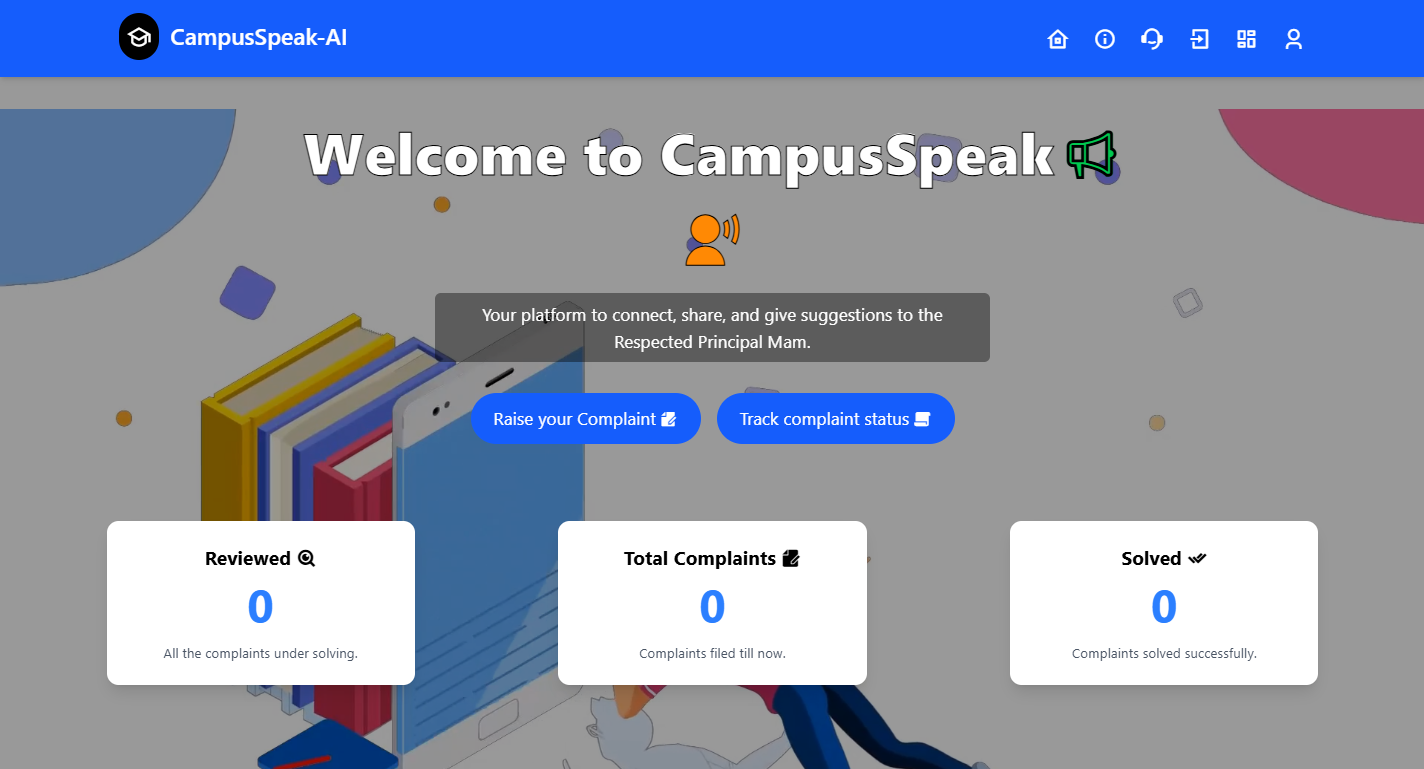 CampusSpeak-AI
Welcome to CampusSpeak
Your platform to connect, share, and give suggestions to the
Respected Principal Mam.
Raise your Complaint
Track complaint status
Reviewed
0
All the complaints under solving.
Total Complaints
0
Complaints filed till now.
Solved
0
Complaints solved successfully.